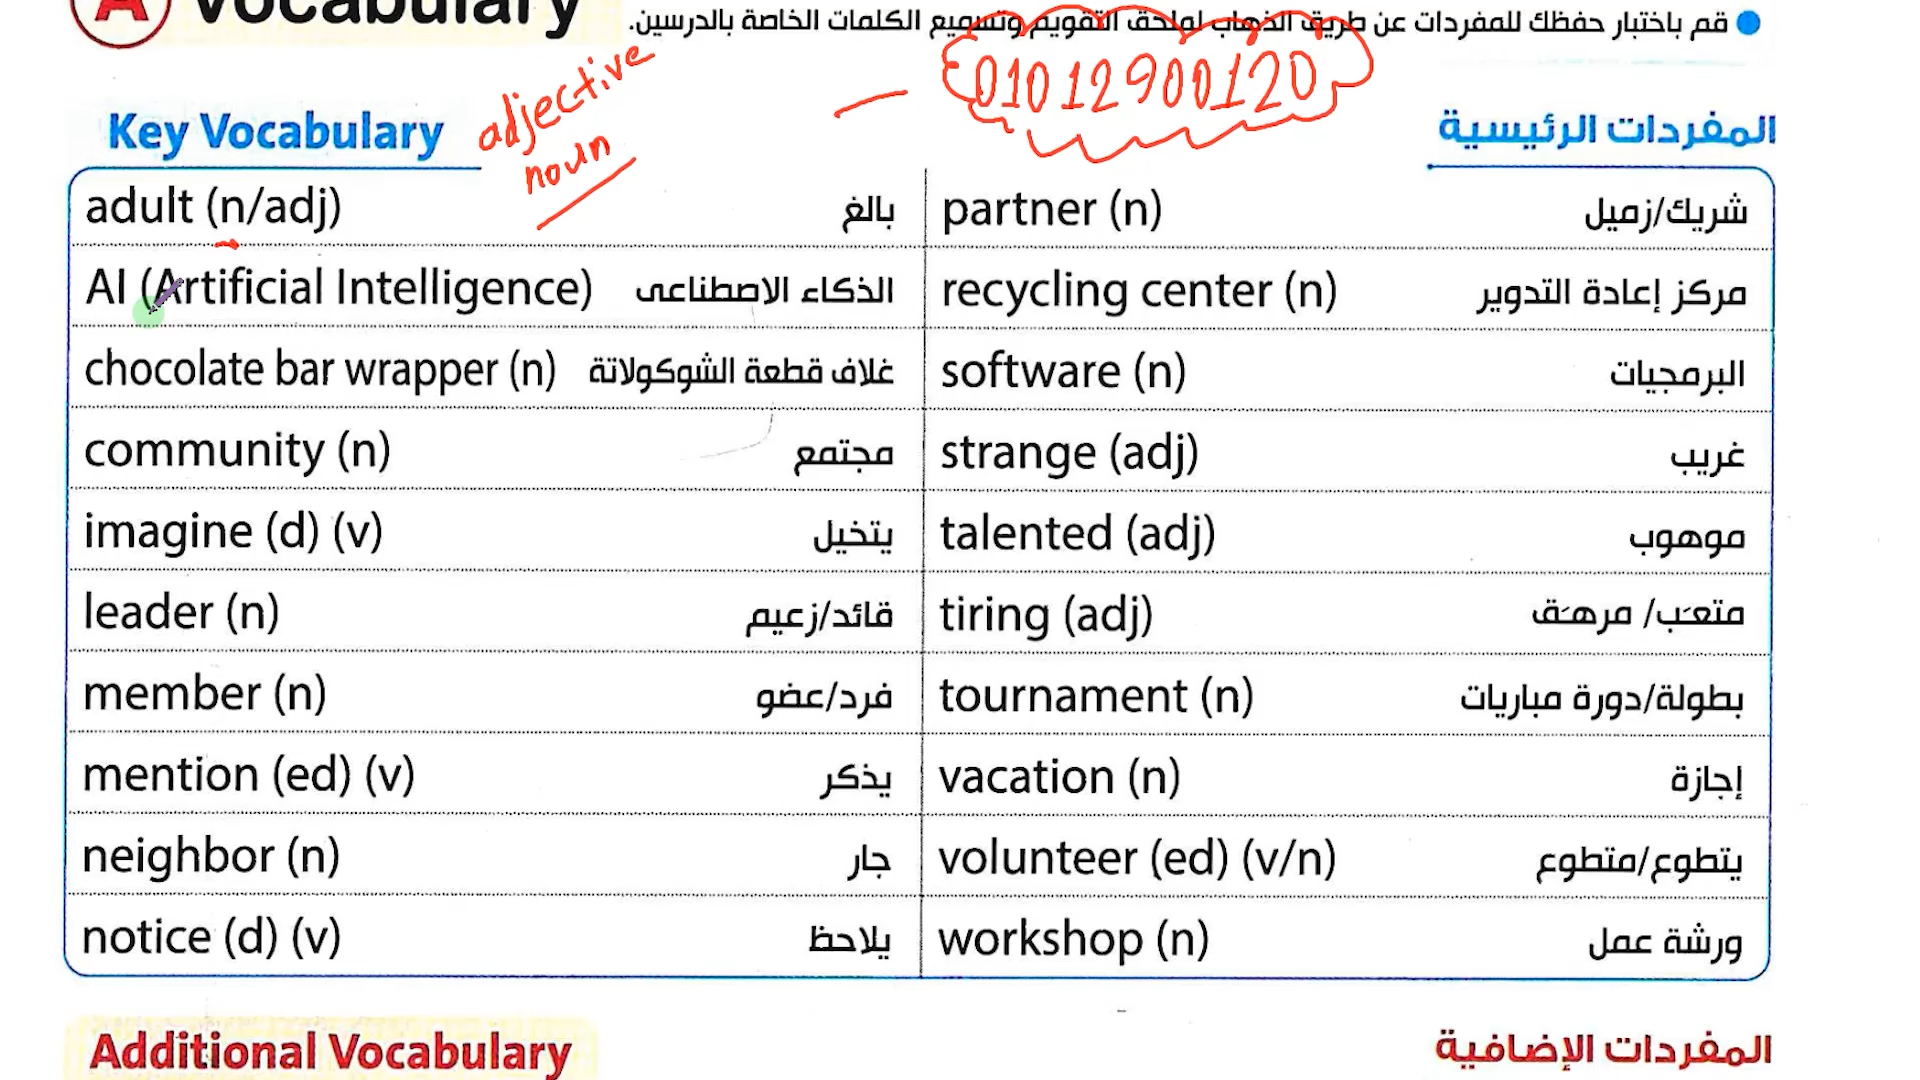 A Vocabulary
قم باختبار حفظك للمفردات عن طريق الذهاب لملحق التقويم وتسميع الكلمات الخاصة بالدرسين.
adjective
noun
01012900120
Key Vocabulary
المفردات الرئيسية
adult (n/adj) بالغ
partner (n) شريك/زميل
AI (Artificial Intelligence) الذكاء الاصطناعى
recycling center (n) مركز إعادة التدوير
chocolate bar wrapper (n) غلاف قطعة الشوكولاتة
software (n) البرمجيات
community (n) مجتمع
strange (adj) غريب
imagine (d) (v) يتخيل
talented (adj) موهوب
leader (n) قائد/زعيم
tiring (adj) متعَب/ مرهَق
member (n) فرد/عضو
tournament (n) بطولة/دورة مباريات
mention (ed) (v) يذكر
vacation (n) إجازة
neighbor (n) جار
volunteer (ed) (v/n) يتطوع/متطوع
notice (d) (v) يلاحظ
workshop (n) ورشة عمل
Additional Vocabulary
المفردات الإضافية